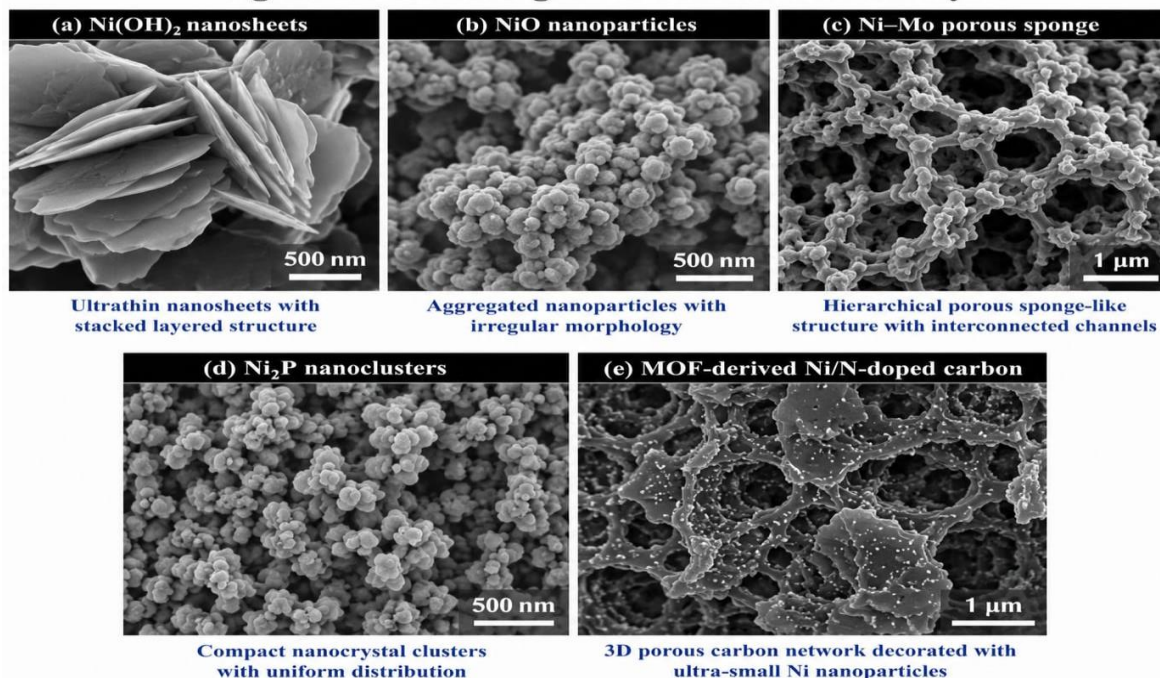 (a) Ni(OH)₂ nanosheets
(b) NiO nanoparticles
(c) Ni–Mo porous sponge
500 nm
500 nm
1 µm
Ultrathin nanosheets with
stacked layered structure
Aggregated nanoparticles with
irregular morphology
Hierarchical porous sponge-like
structure with interconnected channels
(d) Ni₂P nanoclusters
(e) MOF-derived Ni/N-doped carbon
500 nm
1 µm
Compact nanocrystal clusters
with uniform distribution
3D porous carbon network decorated with
ultra-small Ni nanoparticles